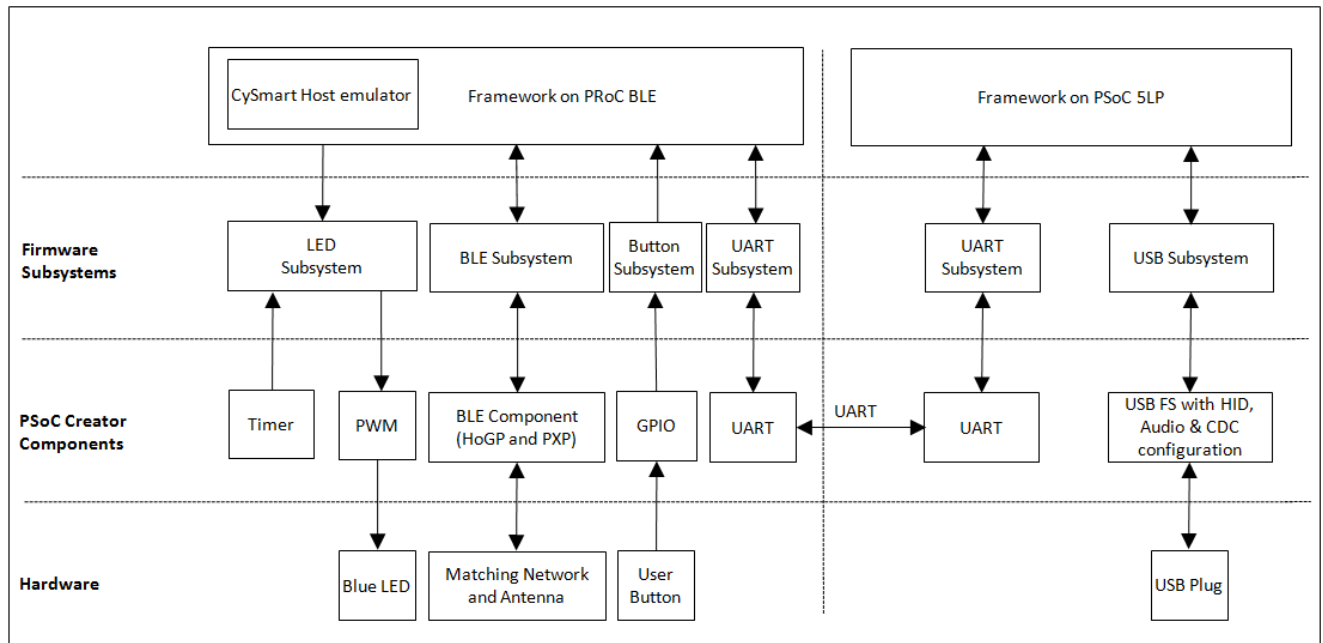 CySmart Host emulator
Framework on PRoC BLE
Framework on PSoC 5LP
Firmware
Subsystems
LED
Subsystem
BLE Subsystem
Button
Subsystem
UART
Subsystem
UART
Subsystem
USB Subsystem
PSoC Creator
Components
Timer
PWM
BLE Component
(HoGP and PXP)
GPIO
UART
UART
UART
USB FS with HID,
Audio & CDC
configuration
Hardware
Blue LED
Matching Network
and Antenna
User
Button
USB Plug